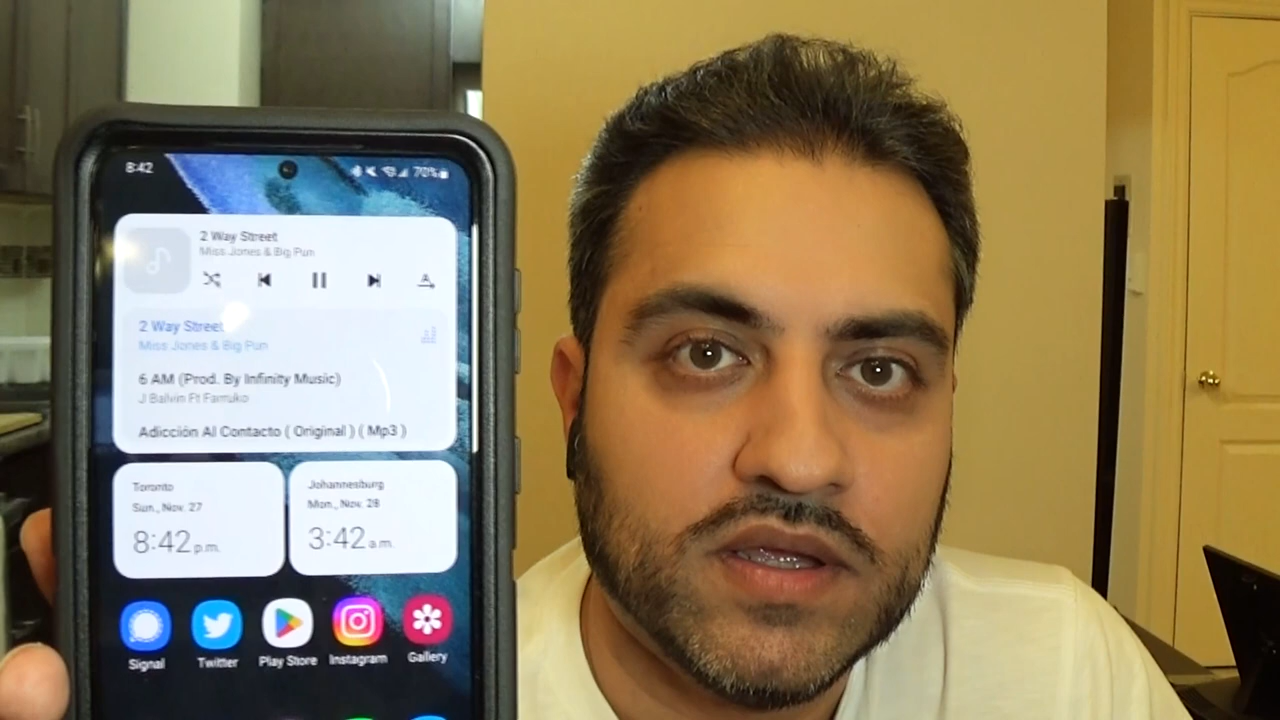 8:42 70%
2 Way Street
Miss Jones & Big Pun
2 Way Street
Miss Jones & Big Pun
6 AM (Prod. By Infinity Music)
J Balvin Ft Farruko
Adicción Al Contacto ( Original ) ( Mp3 )
Toronto
Sun., Nov. 27
8:42 p.m.
Johannesburg
Mon., Nov. 28
3:42 a.m.
Signal Twitter Play Store Instagram Gallery